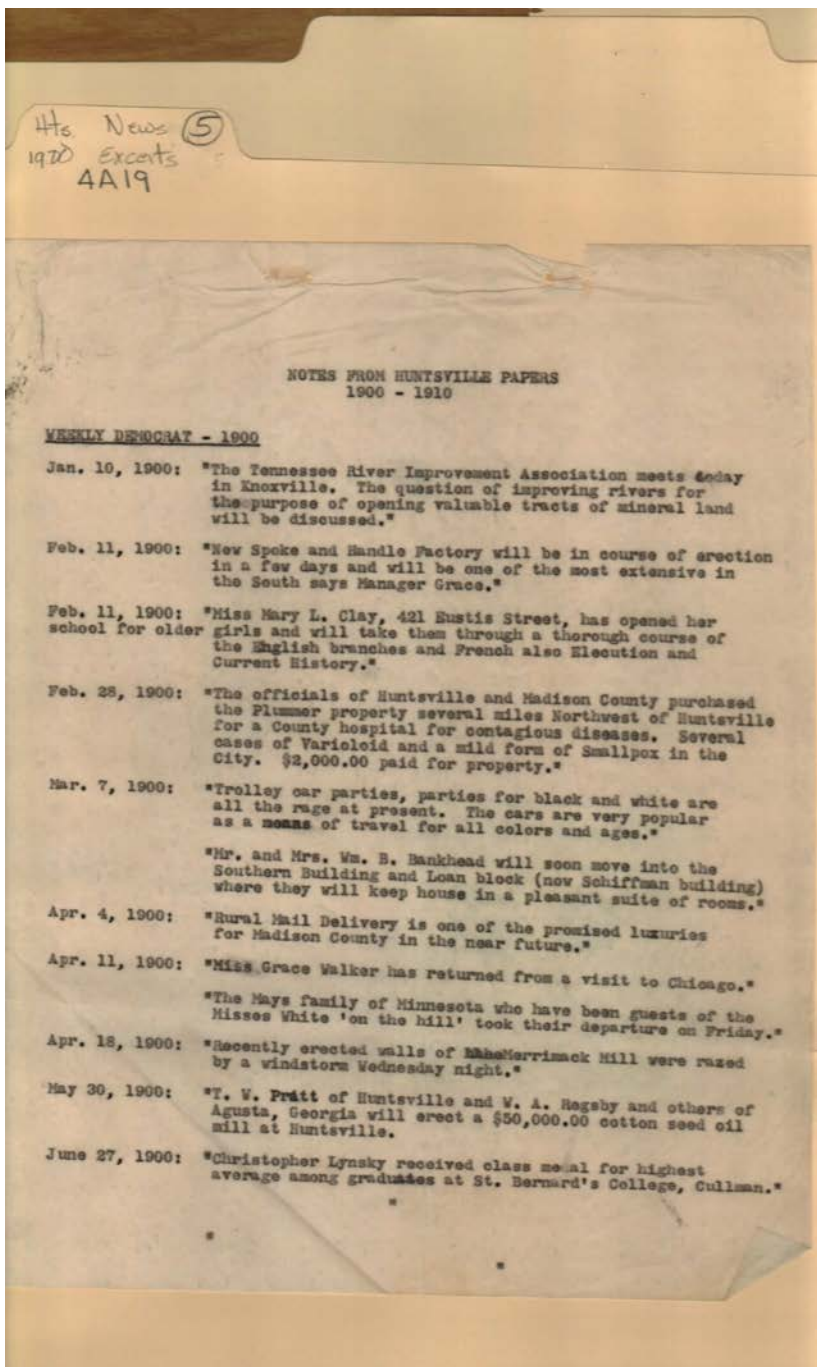 Hts. News 5
1900 Excerts
4A19
NOTES FROM HUNTSVILLE PAPERS
1900 - 1910
WEEKLY DEMOCRAT - 1900
Jan. 10, 1900: "The Tennessee River Improvement Association meets today
in Knoxville. The question of improving rivers for
the purpose of opening valuable tracts of mineral land
will be discussed."
Feb. 11, 1900: "New Spoke and Handle Factory will be in course of erection
in a few days and will be one of the most extensive in
the South says Manager Grace."
Feb. 11, 1900: "Miss Mary L. Clay, 421 Eustis Street, has opened her
school for older girls and will take them through a thorough course of
the English branches and French also Elecution and
Current History."
Feb. 28, 1900: "The officials of Huntsville and Madison County purchased
the Plummer property several miles Northwest of Huntsville
for a County hospital for contagious diseases. Several
cases of Varioloid and a mild form of Smallpox in the
City. $2,000.00 paid for property."
Mar. 7, 1900: "Trolley car parties, parties for black and white are
all the rage at present. The cars are very popular
as a means of travel for all colors and ages."
"Mr. and Mrs. Wm. B. Bankhead will soon move into the
Southern Building and Loan block (now Schiffman building)
where they will keep house in a pleasant suite of rooms."
Apr. 4, 1900: "Rural Mail Delivery is one of the promised luxuries
for Madison County in the near future."
Apr. 11, 1900: "Miss Grace Walker has returned from a visit to Chicago."
"The Mays family of Minnesota who have been guests of the
Misses White 'on the hill' took their departure on Friday."
Apr. 18, 1900: "Recently erected walls of Merrimack Mill were razed
by a windstorm Wednesday night."
May 30, 1900: "T. W. Pratt of Huntsville and W. A. Rogsby and others of
Agusta, Georgia will erect a $50,000.00 cotton seed oil
mill at Huntsville.
June 27, 1900: "Christopher Lynsky received class medal for highest
average among graduates at St. Bernard's College, Cullman."
*
* *